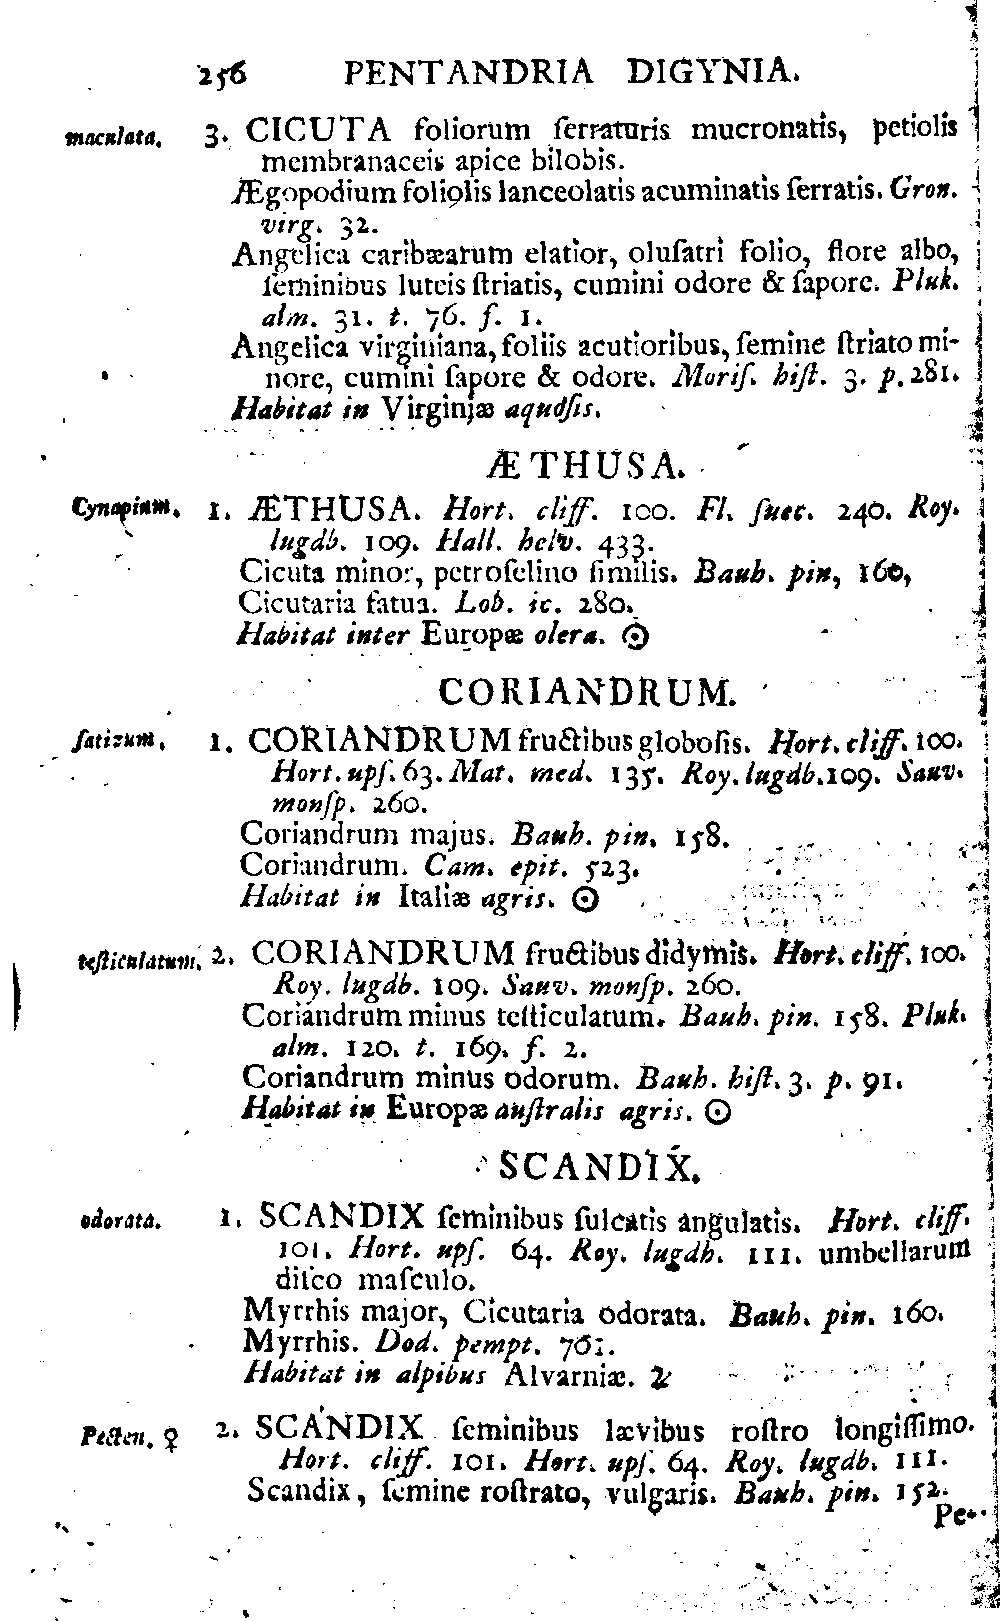 256 PENTANDRIA DIGYNIA.
maculata. 3. CICUTA foliorum ſerraturis mucronatis, petiolis
membranaceis apice bilobis.
Ægopodium foliolis lanceolatis acuminatis ſerratis. Gron.
virg. 32.
Angelica caribæarum elatior, oluſatri folio, flore albo,
ſeminibus luteis ſtriatis, cumini odore & ſapore. Pluk.
alm. 31. t. 76. f. 1.
Angelica virginiana, foliis acutioribus, ſemine ſtriato mi-
nore, cumini ſapore & odore. Moriſ. hiſt. 3. p. 281.
Habitat in Virginiæ aquoſis.
ÆTHUSA.
Cynapium. 1. ÆTHUSA. Hort. cliff. 100. Fl. ſuec. 240. Roy.
lugdb. 109. Hall. helv. 433.
Cicuta minor, petroſelino ſimilis. Bauh. pin, 160,
Cicutaria fatua. Lob. ic. 280.
Habitat inter Europæ olera. ☉
CORIANDRUM.
ſativum. 1. CORIANDRUM fructibus globoſis. Hort. cliff. 100.
Hort. upſ. 63. Mat. med. 135. Roy. lugdb. 109. Sauv.
monſp. 260.
Coriandrum majus. Bauh. pin. 158.
Coriandrum. Cam. epit. 523.
Habitat in Italiæ agris. ☉
teſticulatum. 2. CORIANDRUM fructibus didymis. Hort. cliff. 100.
Roy. lugdb. 109. Sauv. monſp. 260.
Coriandrum minus teſticulatum. Bauh. pin. 158. Pluk.
alm. 120. t. 169. f. 2.
Coriandrum minus odorum. Bauh. hiſt. 3. p. 91.
Habitat in Europæ auſtralis agris. ☉
SCANDIX.
odorata. 1. SCANDIX ſeminibus ſulcatis angulatis. Hort. cliff.
101. Hort. upſ. 64. Roy. lugdb. 111. umbellarum
diſco maſculo.
Myrrhis major, Cicutaria odorata. Bauh. pin. 160.
Myrrhis. Dod. pempt. 701.
Habitat in alpibus Alvarniæ. ♃
Pecten. ♀ 2. SCANDIX ſeminibus lævibus roſtro longiſſimo.
Hort. cliff. 101. Hort. upſ. 64. Roy. lugdb. 111.
Scandix, ſemine roſtrato, vulgaris. Bauh. pin. 152.
Pe-